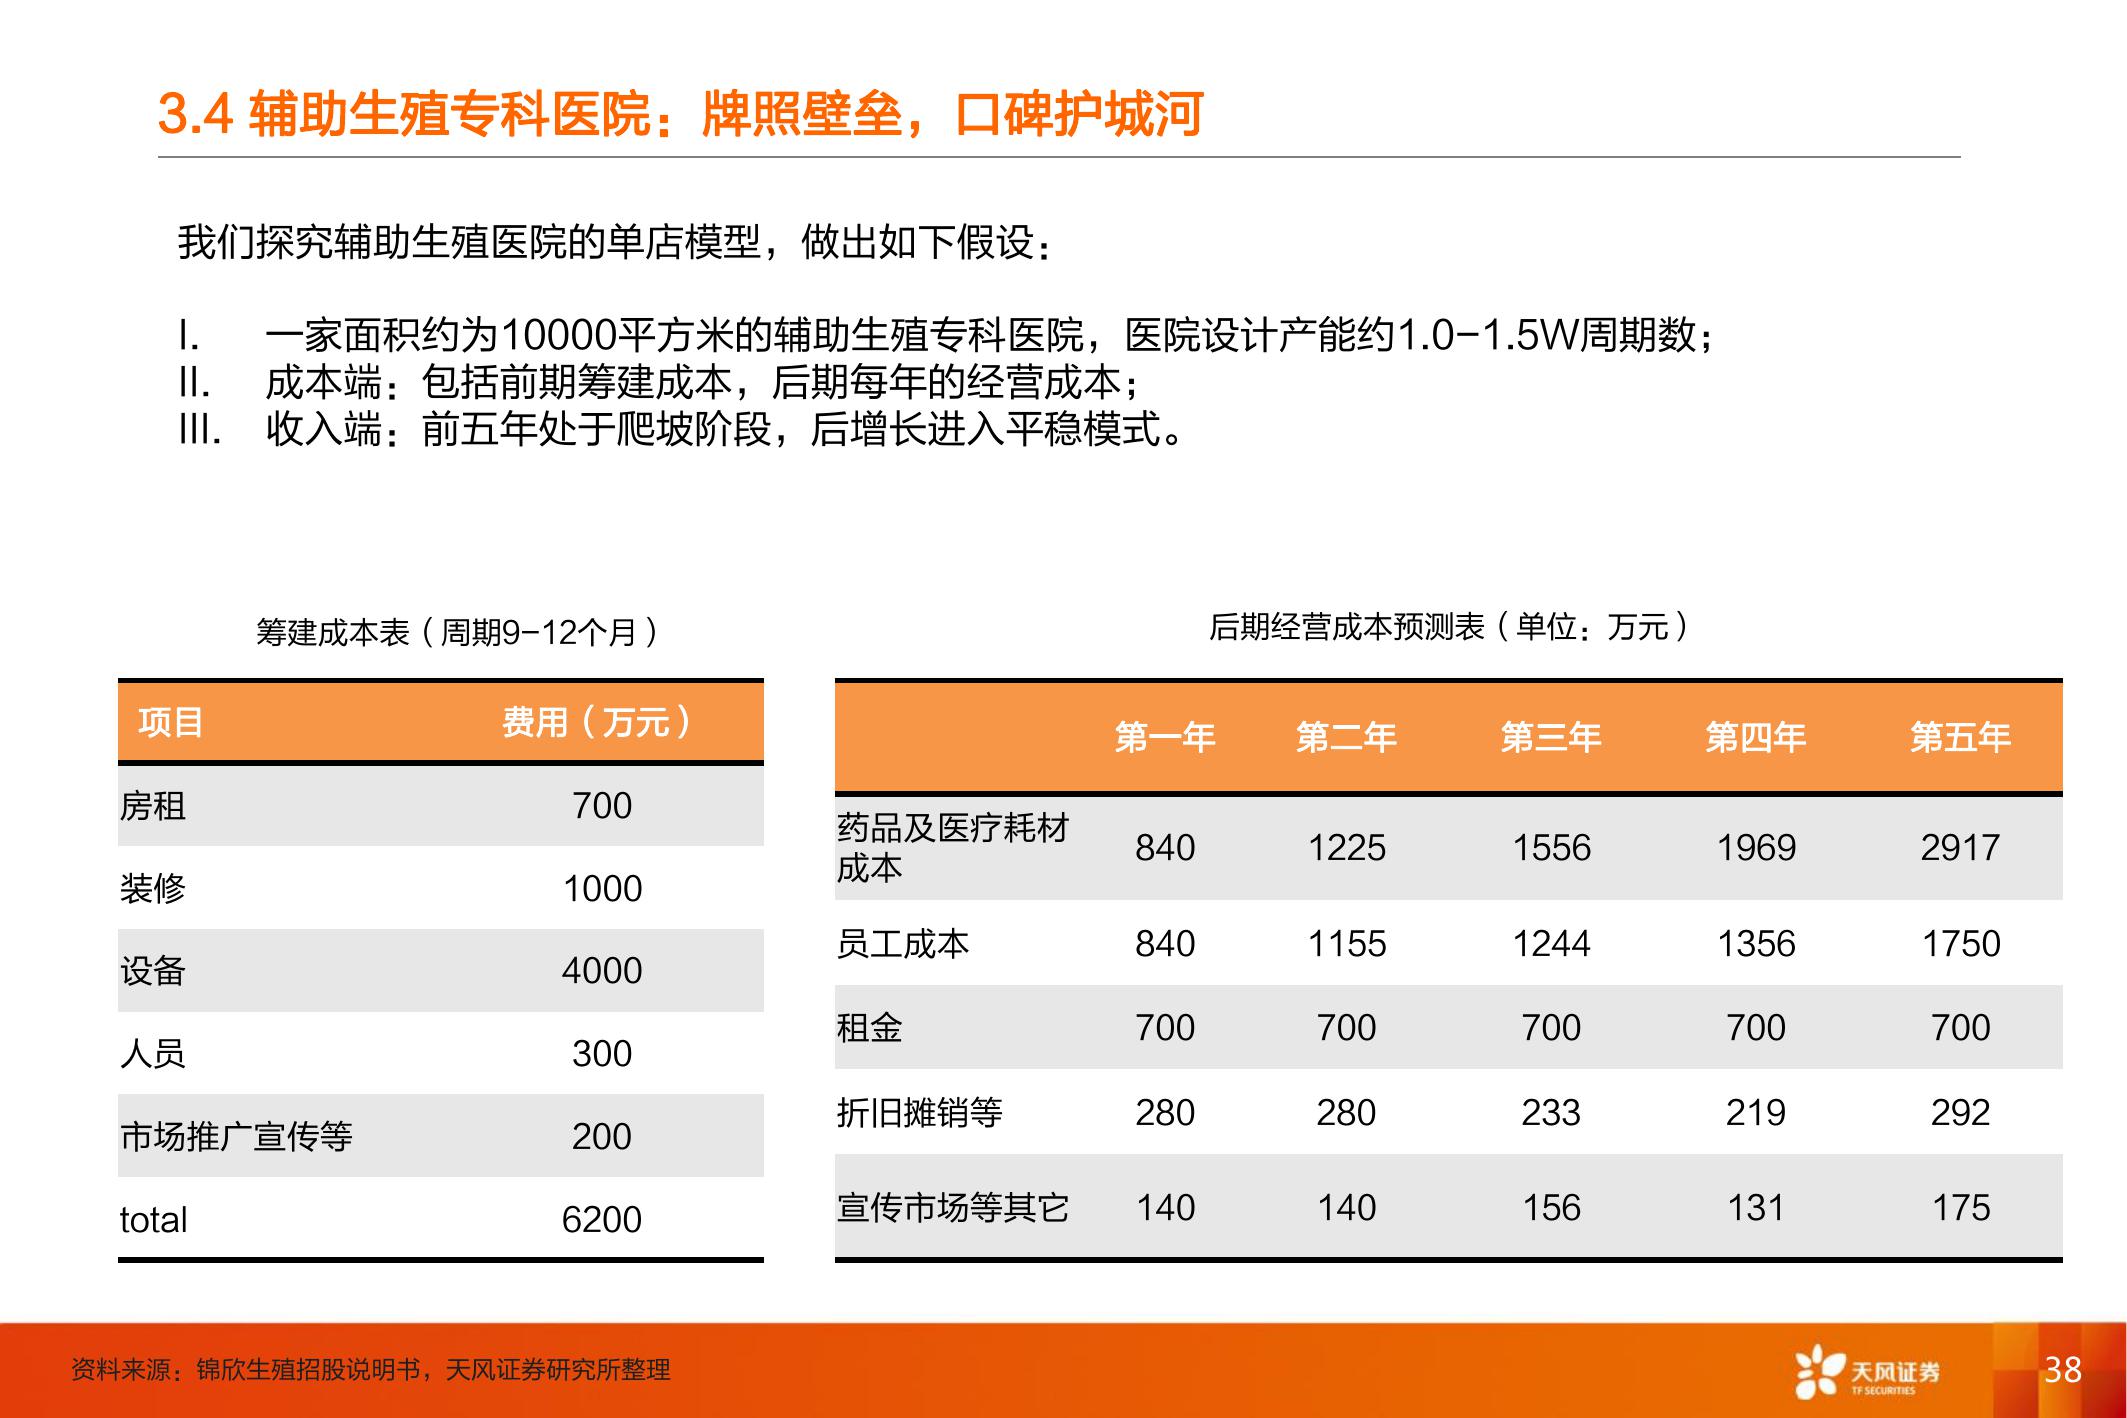 3.4 辅助生殖专科医院：牌照壁垒，口碑护城河
我们探究辅助生殖医院的单店模型，做出如下假设：
I. 一家面积约为10000平方米的辅助生殖专科医院，医院设计产能约1.0-1.5W周期数；
II. 成本端：包括前期筹建成本，后期每年的经营成本；
III. 收入端：前五年处于爬坡阶段，后增长进入平稳模式。
筹建成本表（周期9-12个月）
项目 费用（万元）
房租 700
装修 1000
设备 4000
人员 300
市场推广宣传等 200
total 6200
后期经营成本预测表（单位：万元）
第一年 第二年 第三年 第四年 第五年
药品及医疗耗材
成本 840 1225 1556 1969 2917
员工成本 840 1155 1244 1356 1750
租金 700 700 700 700 700
折旧摊销等 280 280 233 219 292
宣传市场等其它 140 140 156 131 175
资料来源：锦欣生殖招股说明书，天风证券研究所整理
天风证券
TF SECURITIES
38